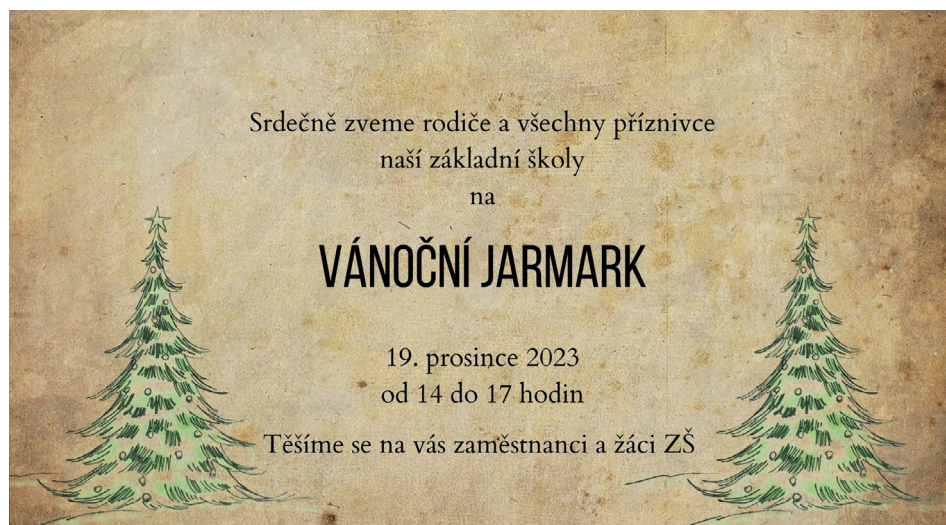 Srdečně zveme rodiče a všechny příznivce
naší základní školy
na
VÁNOČNÍ JARMARK
19. prosince 2023
od 14 do 17 hodin
Těšíme se na vás zaměstnanci a žáci ZŠ